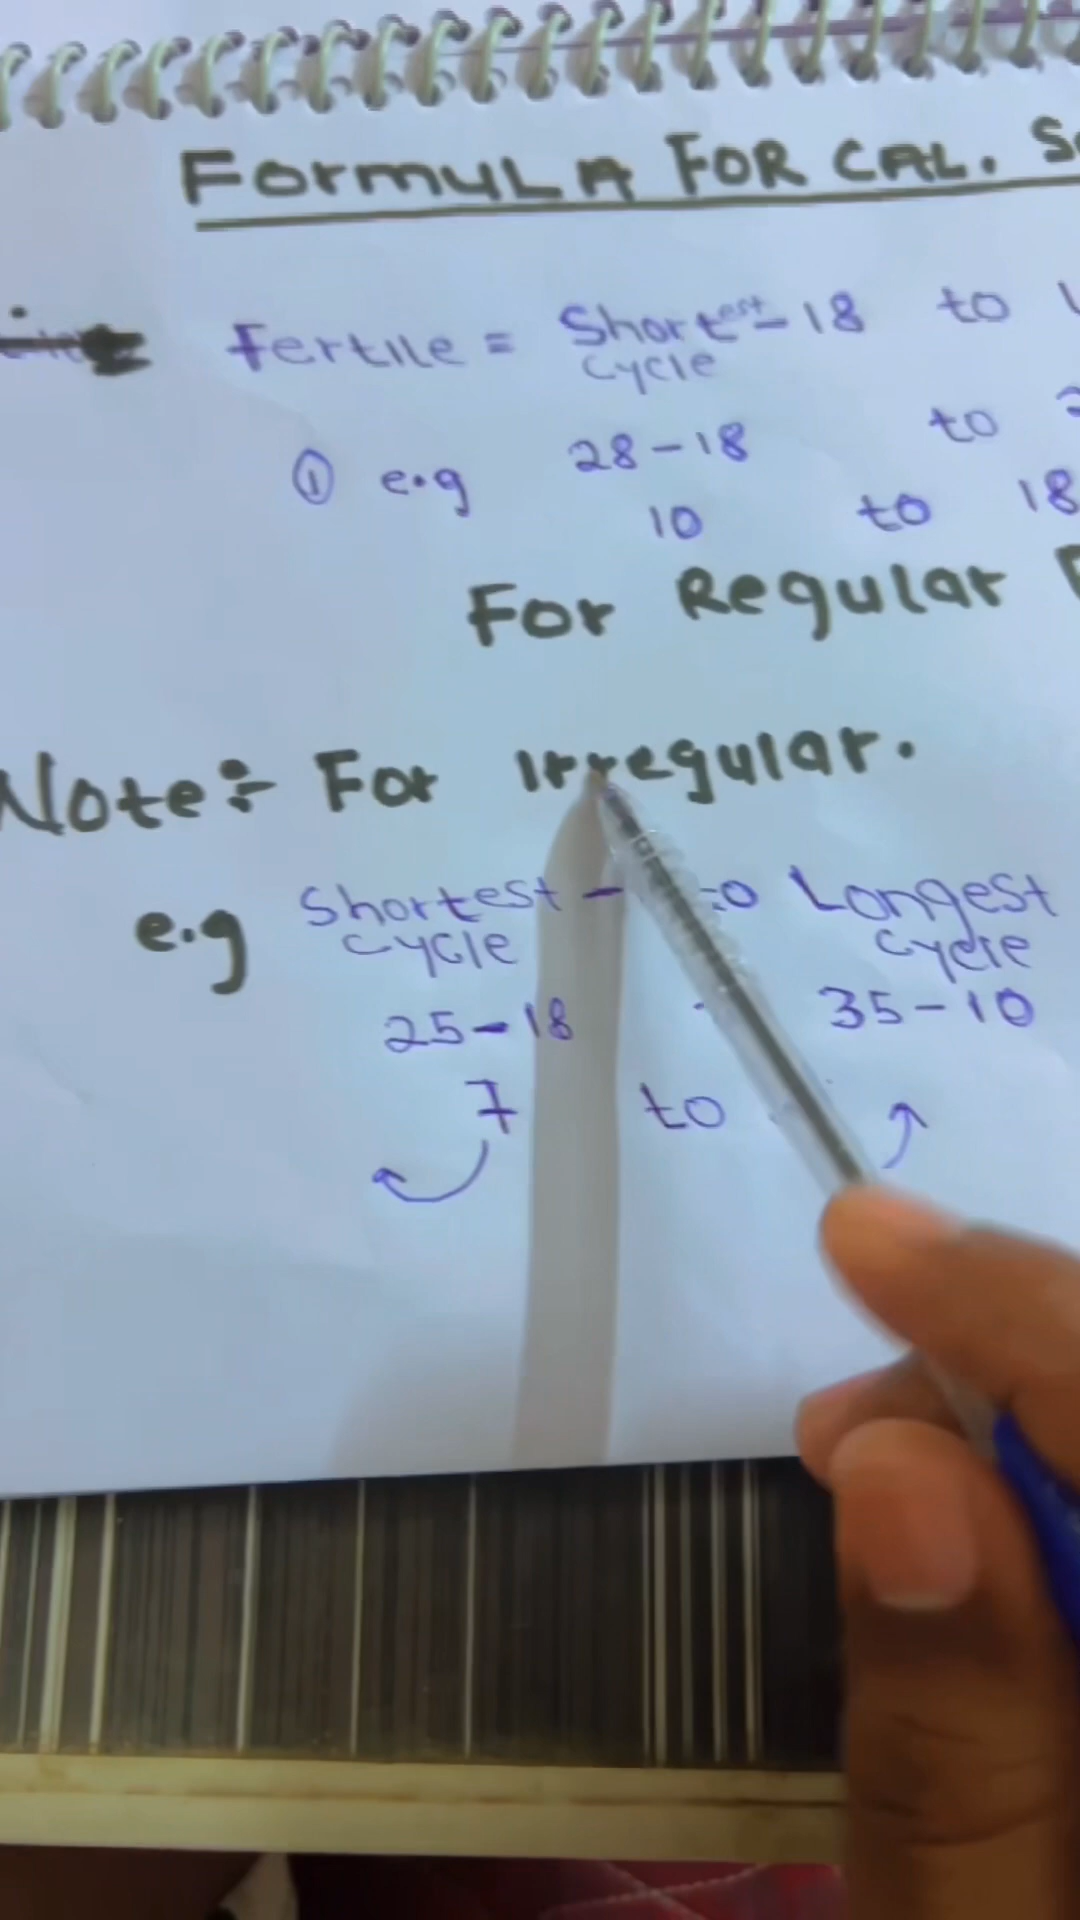 FORMULA FOR CAL.
Fertile = Shortest - 18 to
Cycle
① e.g 28-18 to
10 to 18
For Regular
Note:- For Irregular.
e.g Shortest - Longest
cycle cycle
25-18 35-10
7 to